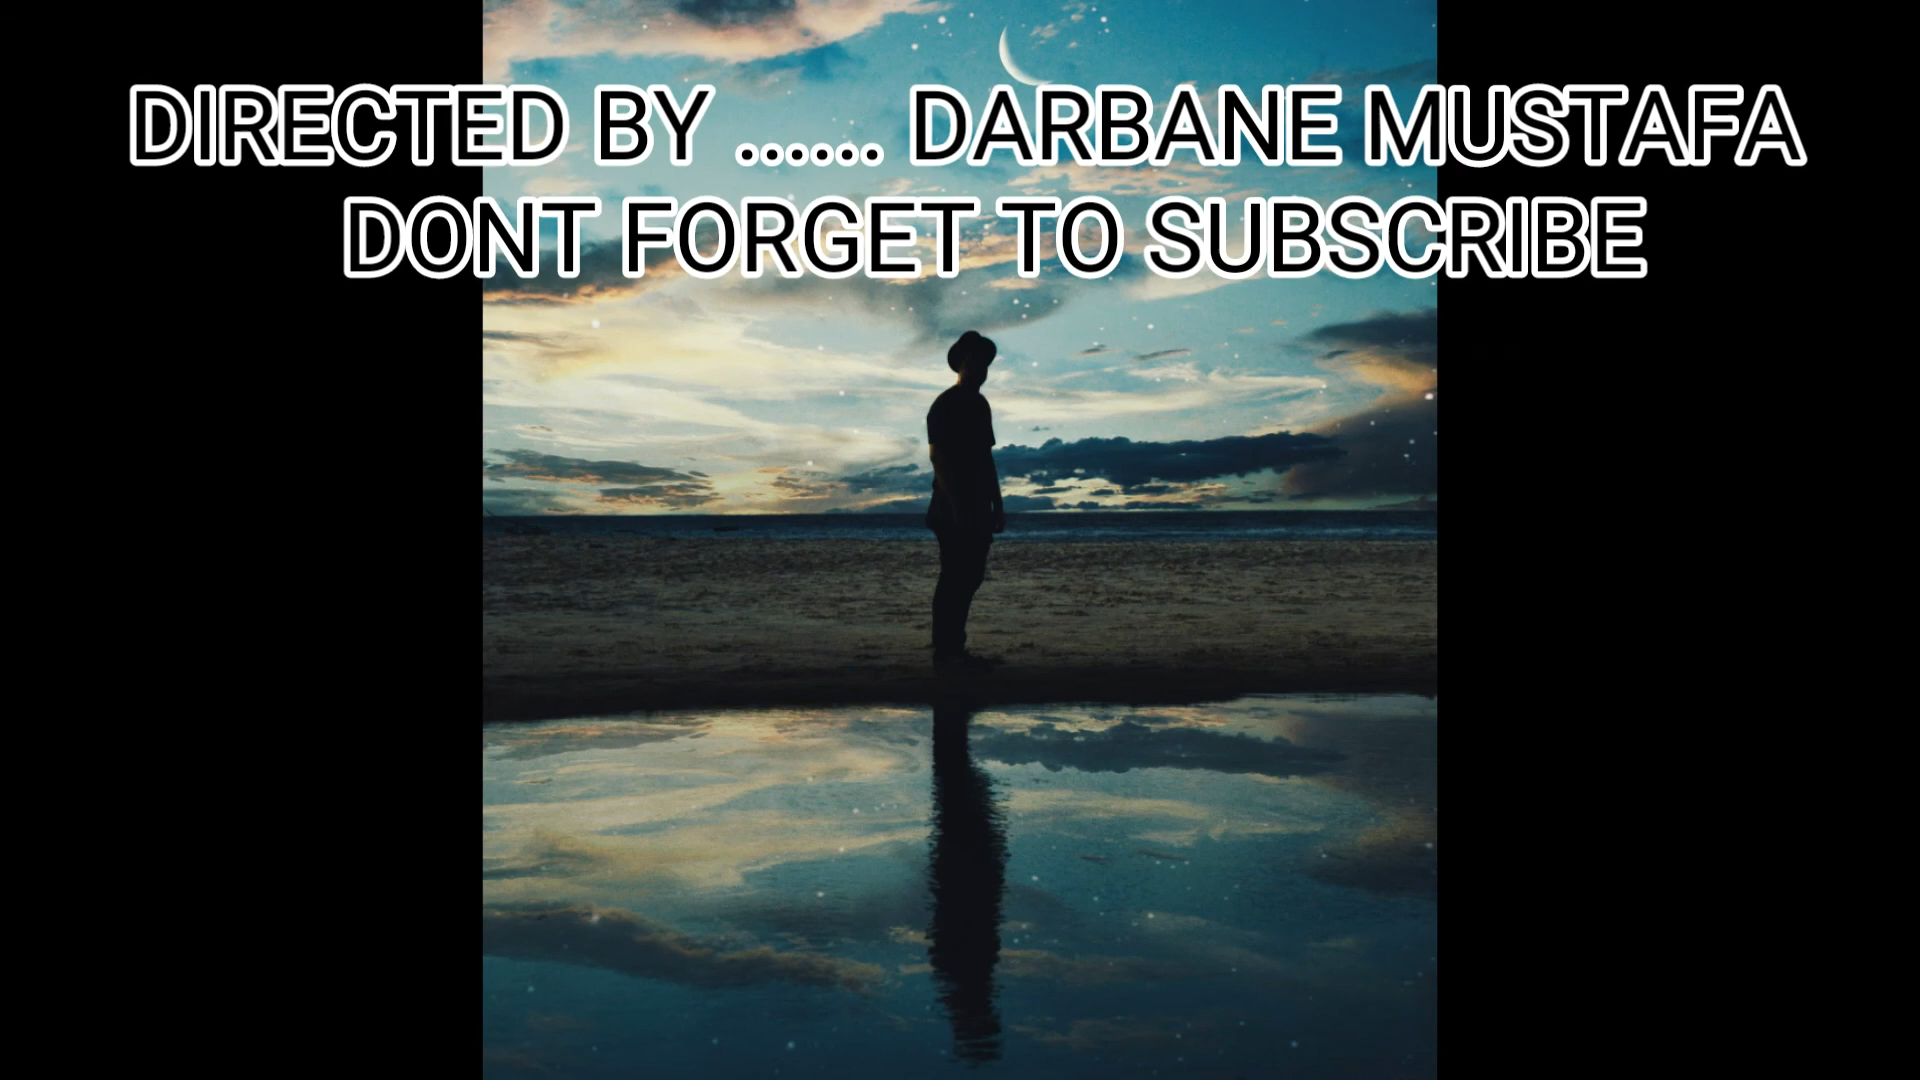 DIRECTED BY ...... DARBANE MUSTAFA
DONT FORGET TO SUBSCRIBE